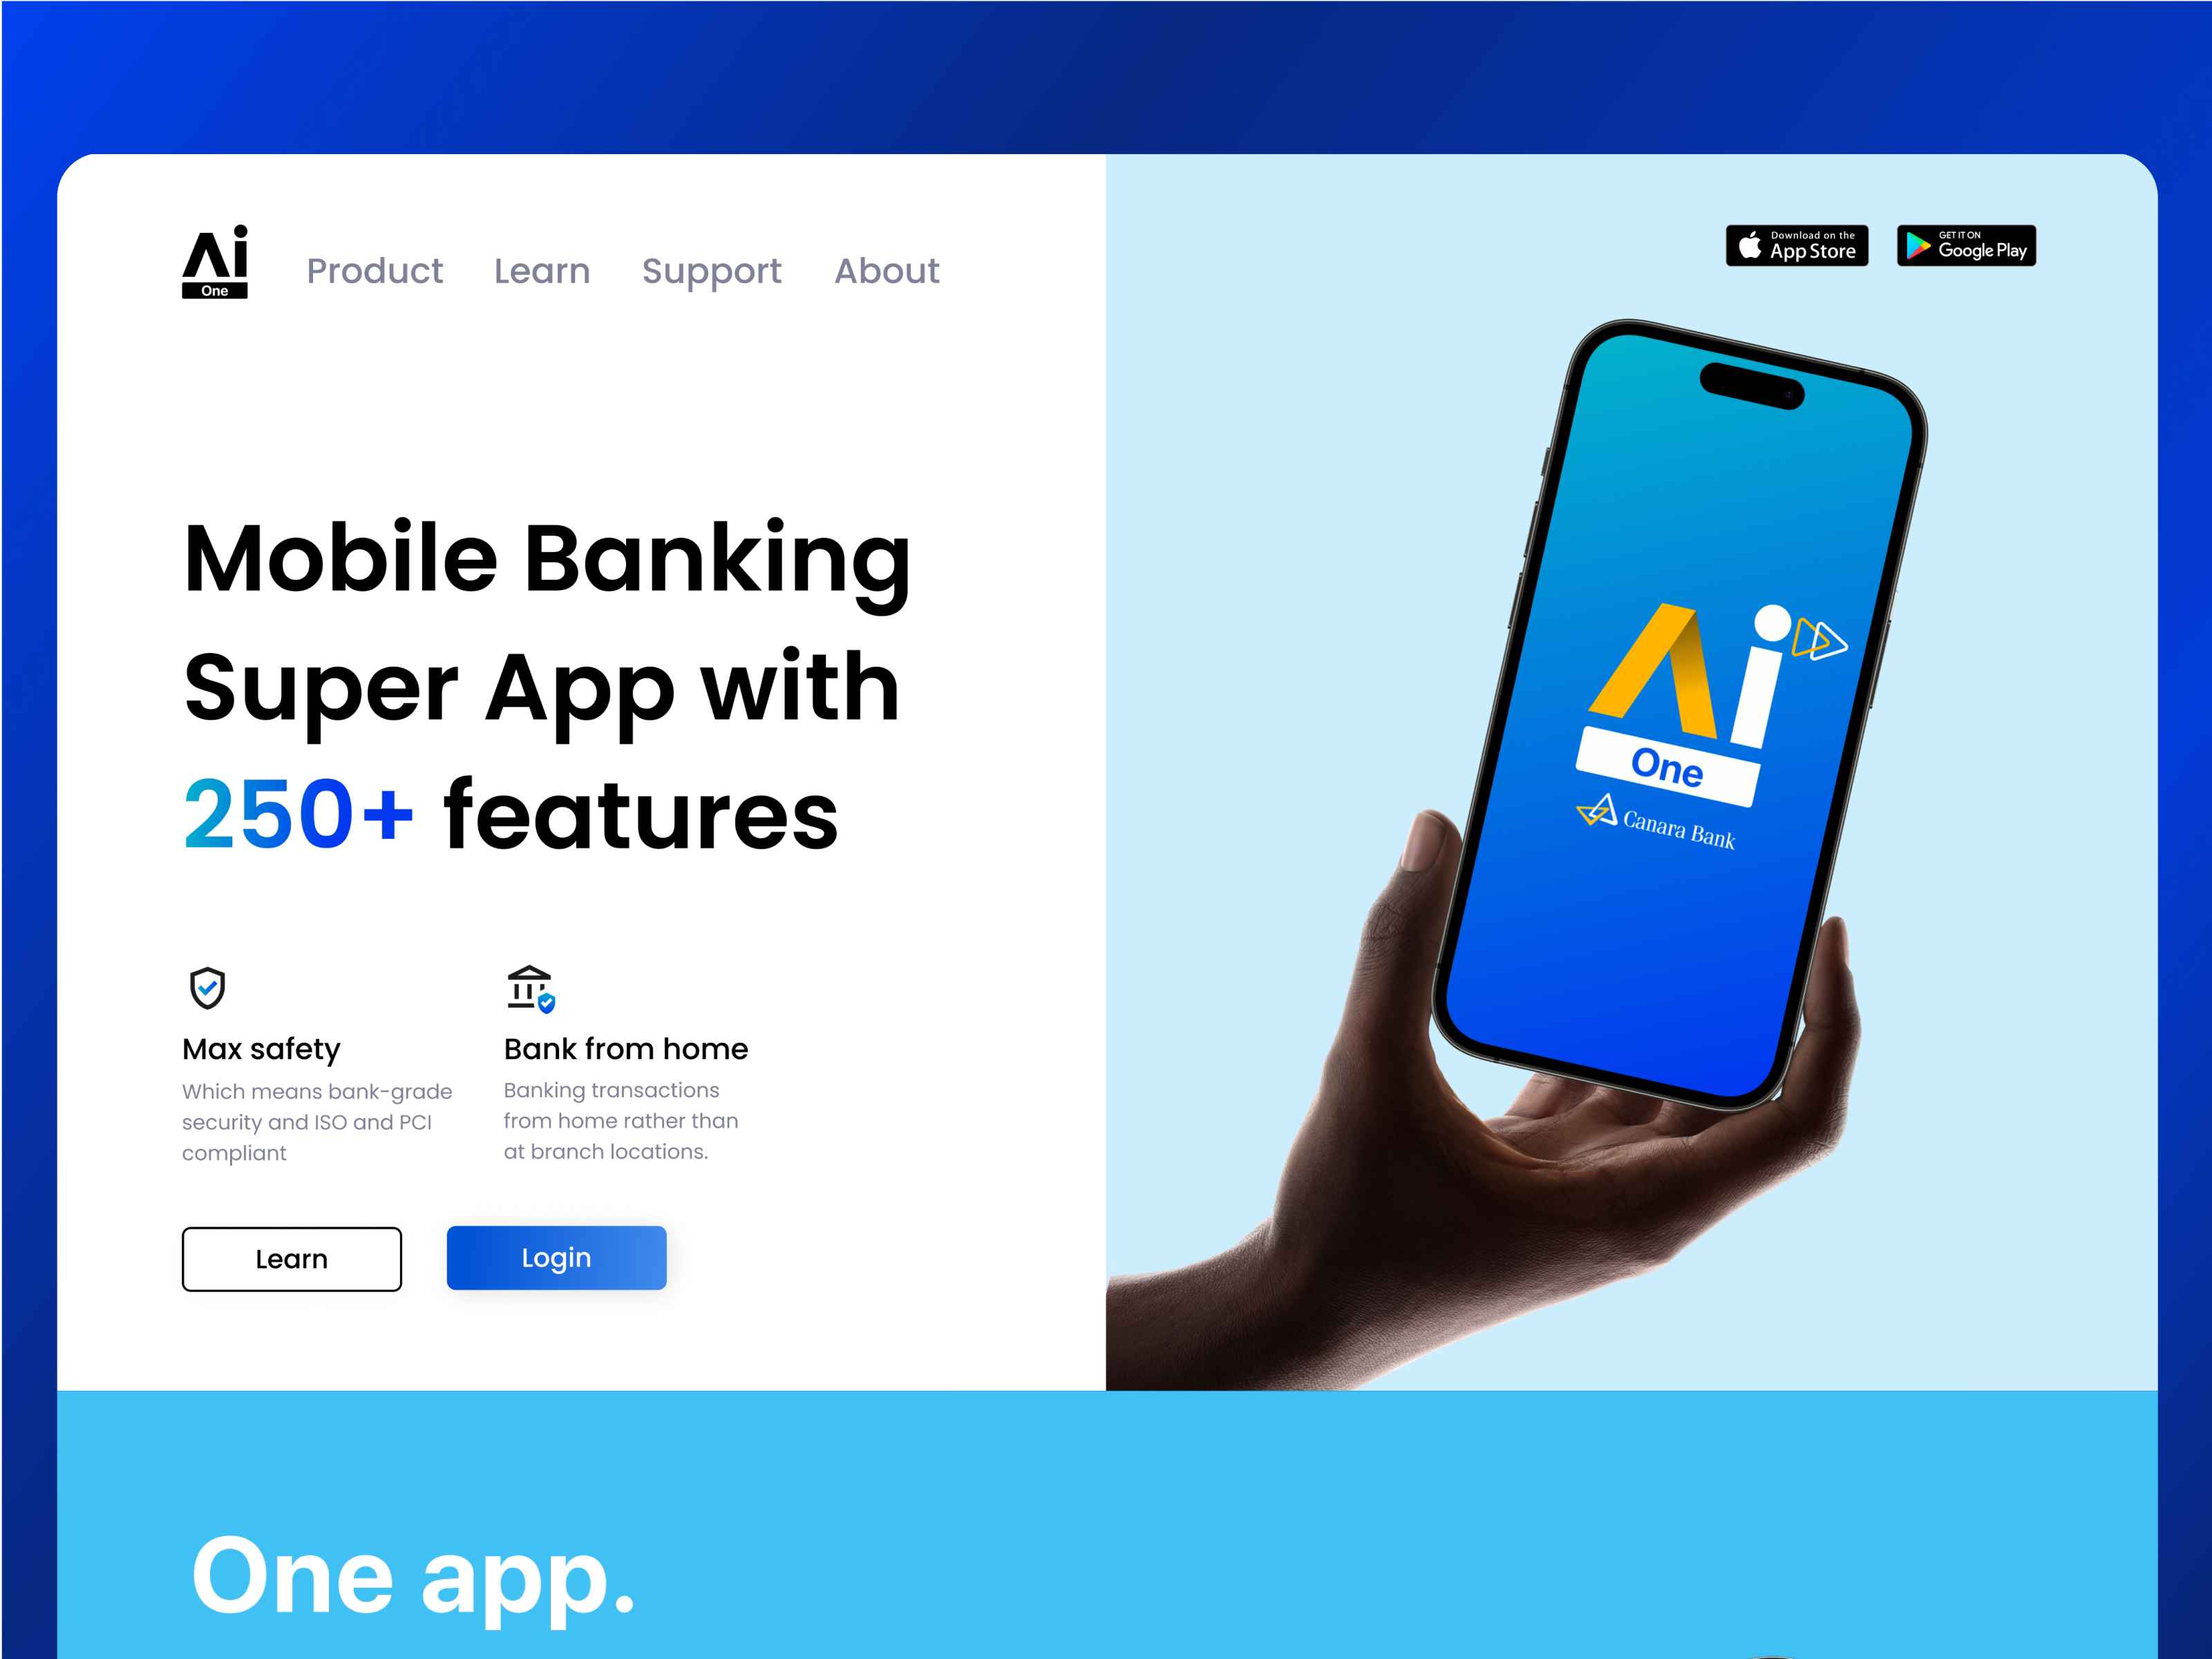 Ai
One
Product Learn Support About
Download on the
App Store
GET IT ON
Google Play
Mobile Banking
Super App with
250+ features
Max safety
Which means bank-grade
security and ISO and PCI
compliant
Bank from home
Banking transactions
from home rather than
at branch locations.
Learn
Login
Ai
One
Canara Bank
One app.